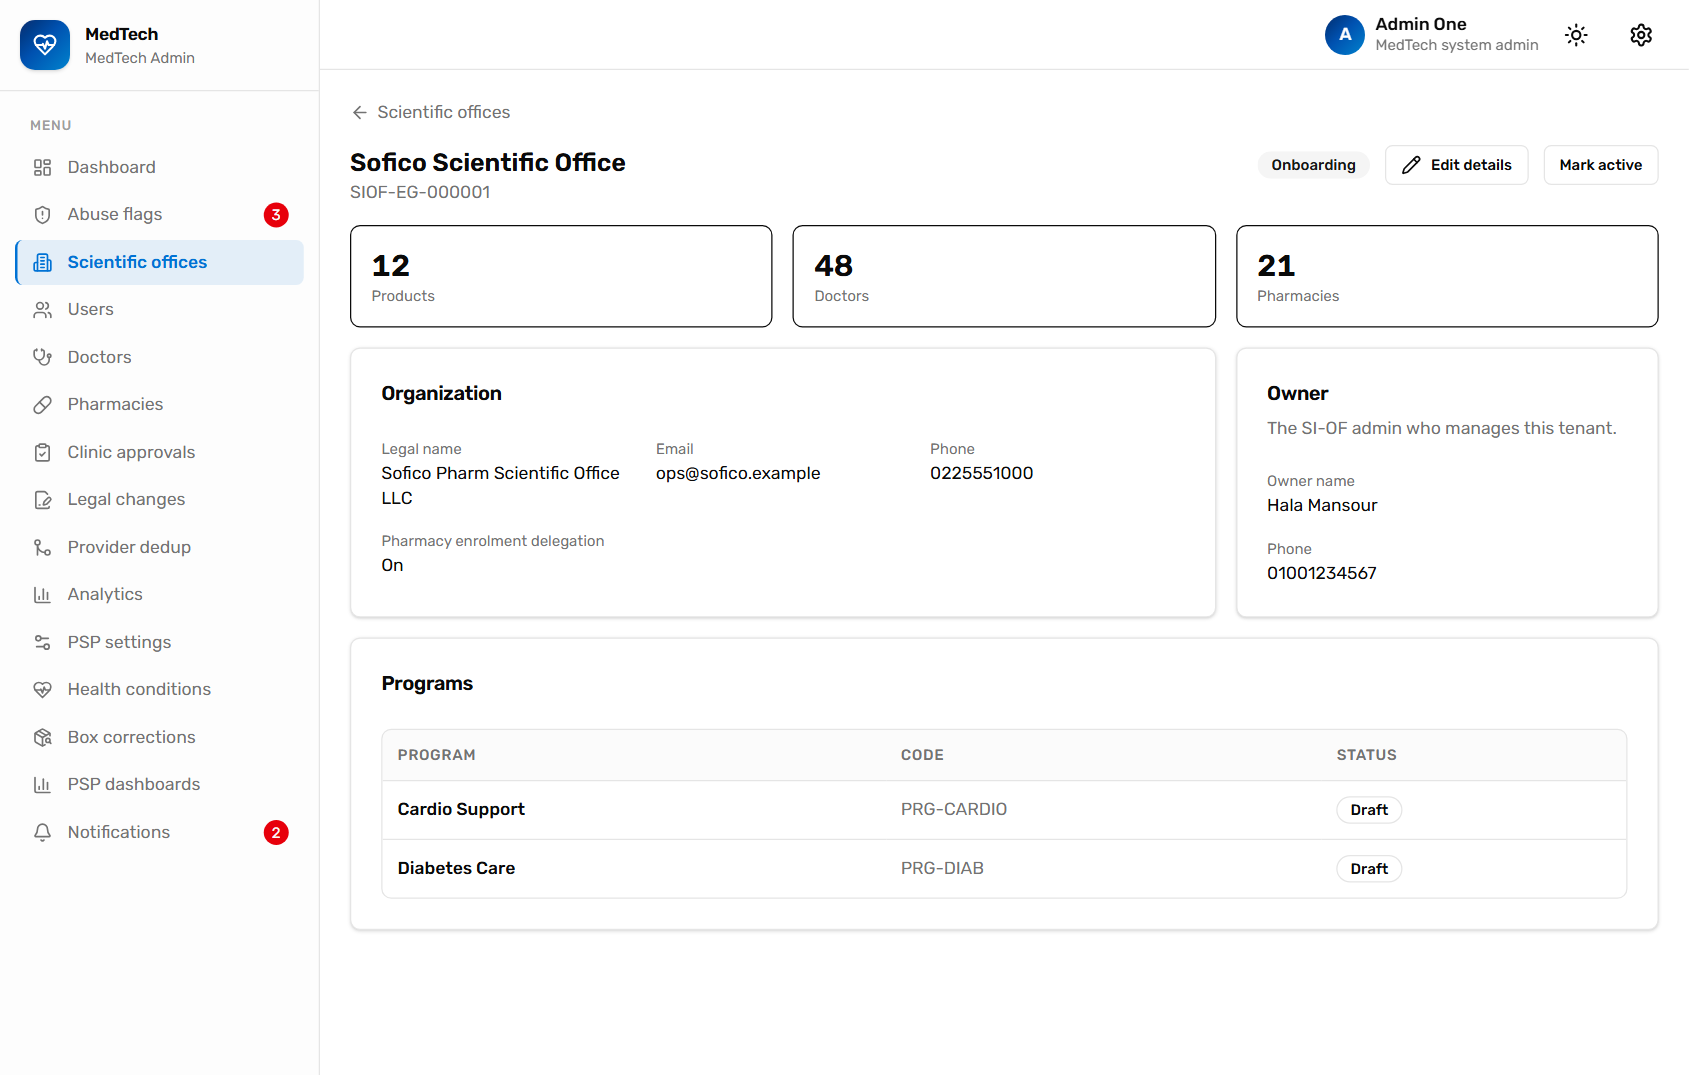 MedTech
MedTech Admin
MENU
Dashboard
Abuse flags
3
Scientific offices
Users
Doctors
Pharmacies
Clinic approvals
Legal changes
Provider dedup
Analytics
PSP settings
Health conditions
Box corrections
PSP dashboards
Notifications
2
A
Admin One
MedTech system admin
Scientific offices
Sofico Scientific Office
SIOF-EG-000001
Onboarding
Edit details
Mark active
12
Products
48
Doctors
21
Pharmacies
Organization
Legal name
Sofico Pharm Scientific Office
LLC
Email
ops@sofico.example
Phone
0225551000
Pharmacy enrolment delegation
On
Owner
The SI-OF admin who manages this tenant.
Owner name
Hala Mansour
Phone
01001234567
Programs
PROGRAM CODE STATUS
Cardio Support PRG-CARDIO Draft
Diabetes Care PRG-DIAB Draft